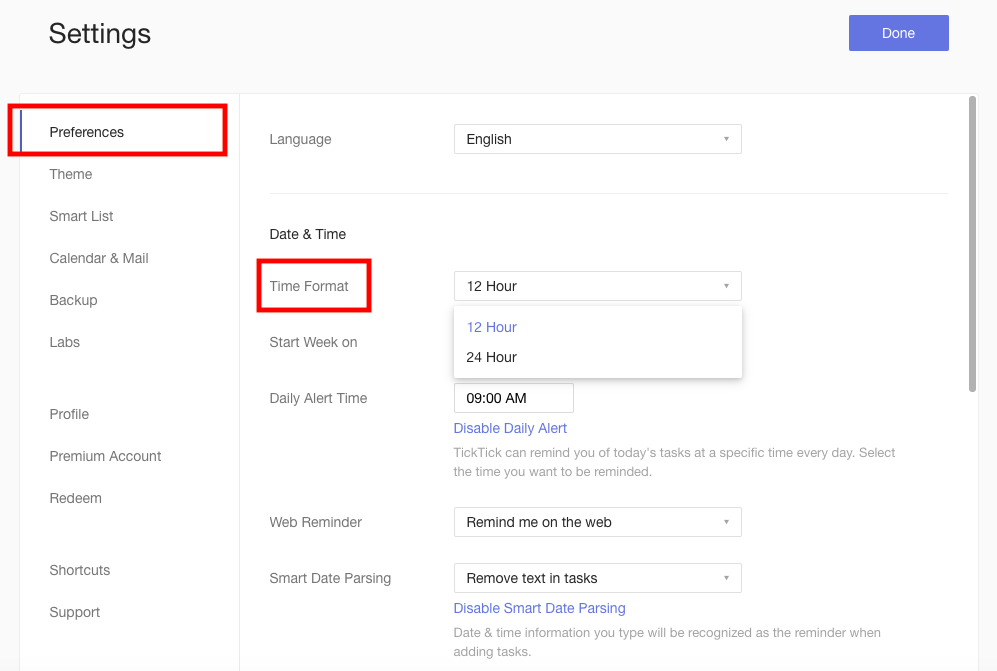 Settings
Done
Preferences
Theme
Smart List
Calendar & Mail
Backup
Labs
Profile
Premium Account
Redeem
Shortcuts
Support
Language
English
Date & Time
Time Format
12 Hour
12 Hour
24 Hour
Start Week on
Daily Alert Time
09:00 AM
Disable Daily Alert
TickTick can remind you of today's tasks at a specific time every day. Select
the time you want to be reminded.
Web Reminder
Remind me on the web
Smart Date Parsing
Remove text in tasks
Disable Smart Date Parsing
Date & time information you type will be recognized as the reminder when
adding tasks.